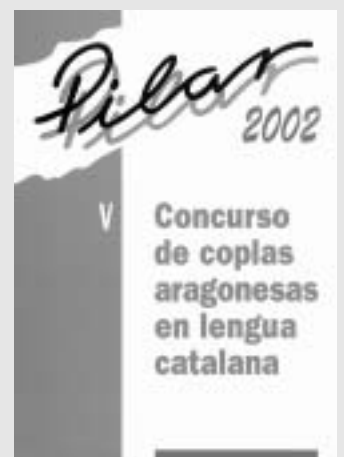 Pilar
2002
V
Concurso
de coplas
aragonesas
en lengua
catalana